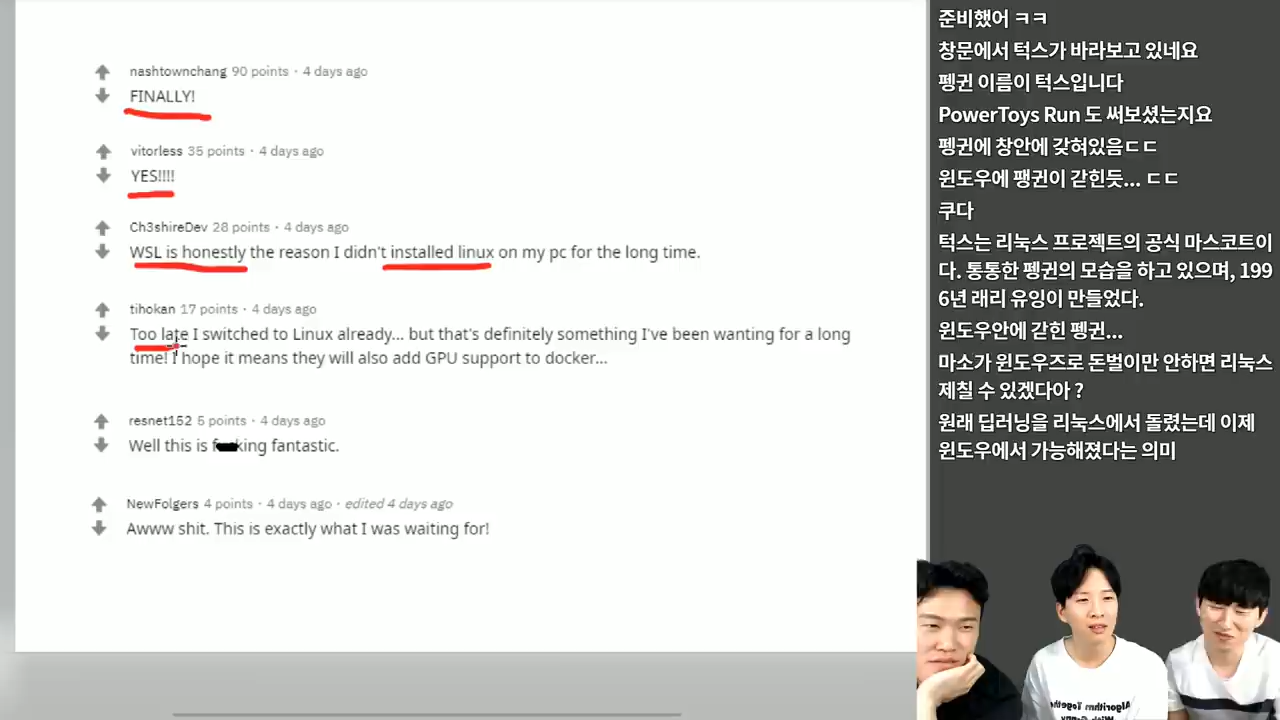 nashtownchang 90 points · 4 days ago
FINALLY!
vitorless 35 points · 4 days ago
YES!!!!
Ch3shireDev 28 points · 4 days ago
WSL is honestly the reason I didn't installed linux on my pc for the long time.
tihokan 17 points · 4 days ago
Too late I switched to Linux already... but that's definitely something I've been wanting for a long
time! I hope it means they will also add GPU support to docker...
resnet152 5 points · 4 days ago
Well this is f king fantastic.
NewFolgers 4 points · 4 days ago · edited 4 days ago
Awww shit. This is exactly what I was waiting for!
준비했어 ㅋㅋ
창문에서 턱스가 바라보고 있네요
펭귄 이름이 턱스입니다
PowerToys Run 도 써보셨는지요
펭귄에 창안에 갖혀있음ㄷㄷ
윈도우에 팽귄이 갇힌듯... ㄷㄷ
쿠다
턱스는 리눅스 프로젝트의 공식 마스코트이
다. 통통한 펭귄의 모습을 하고 있으며, 199
6년 래리 유잉이 만들었다.
윈도우안에 갇힌 펭귄...
마소가 윈도우즈로 돈벌이만 안하면 리눅스
제칠 수 있겠다아 ?
원래 딥러닝을 리눅스에서 돌렸는데 이제
윈도우에서 가능해졌다는 의미
Algorithm Together